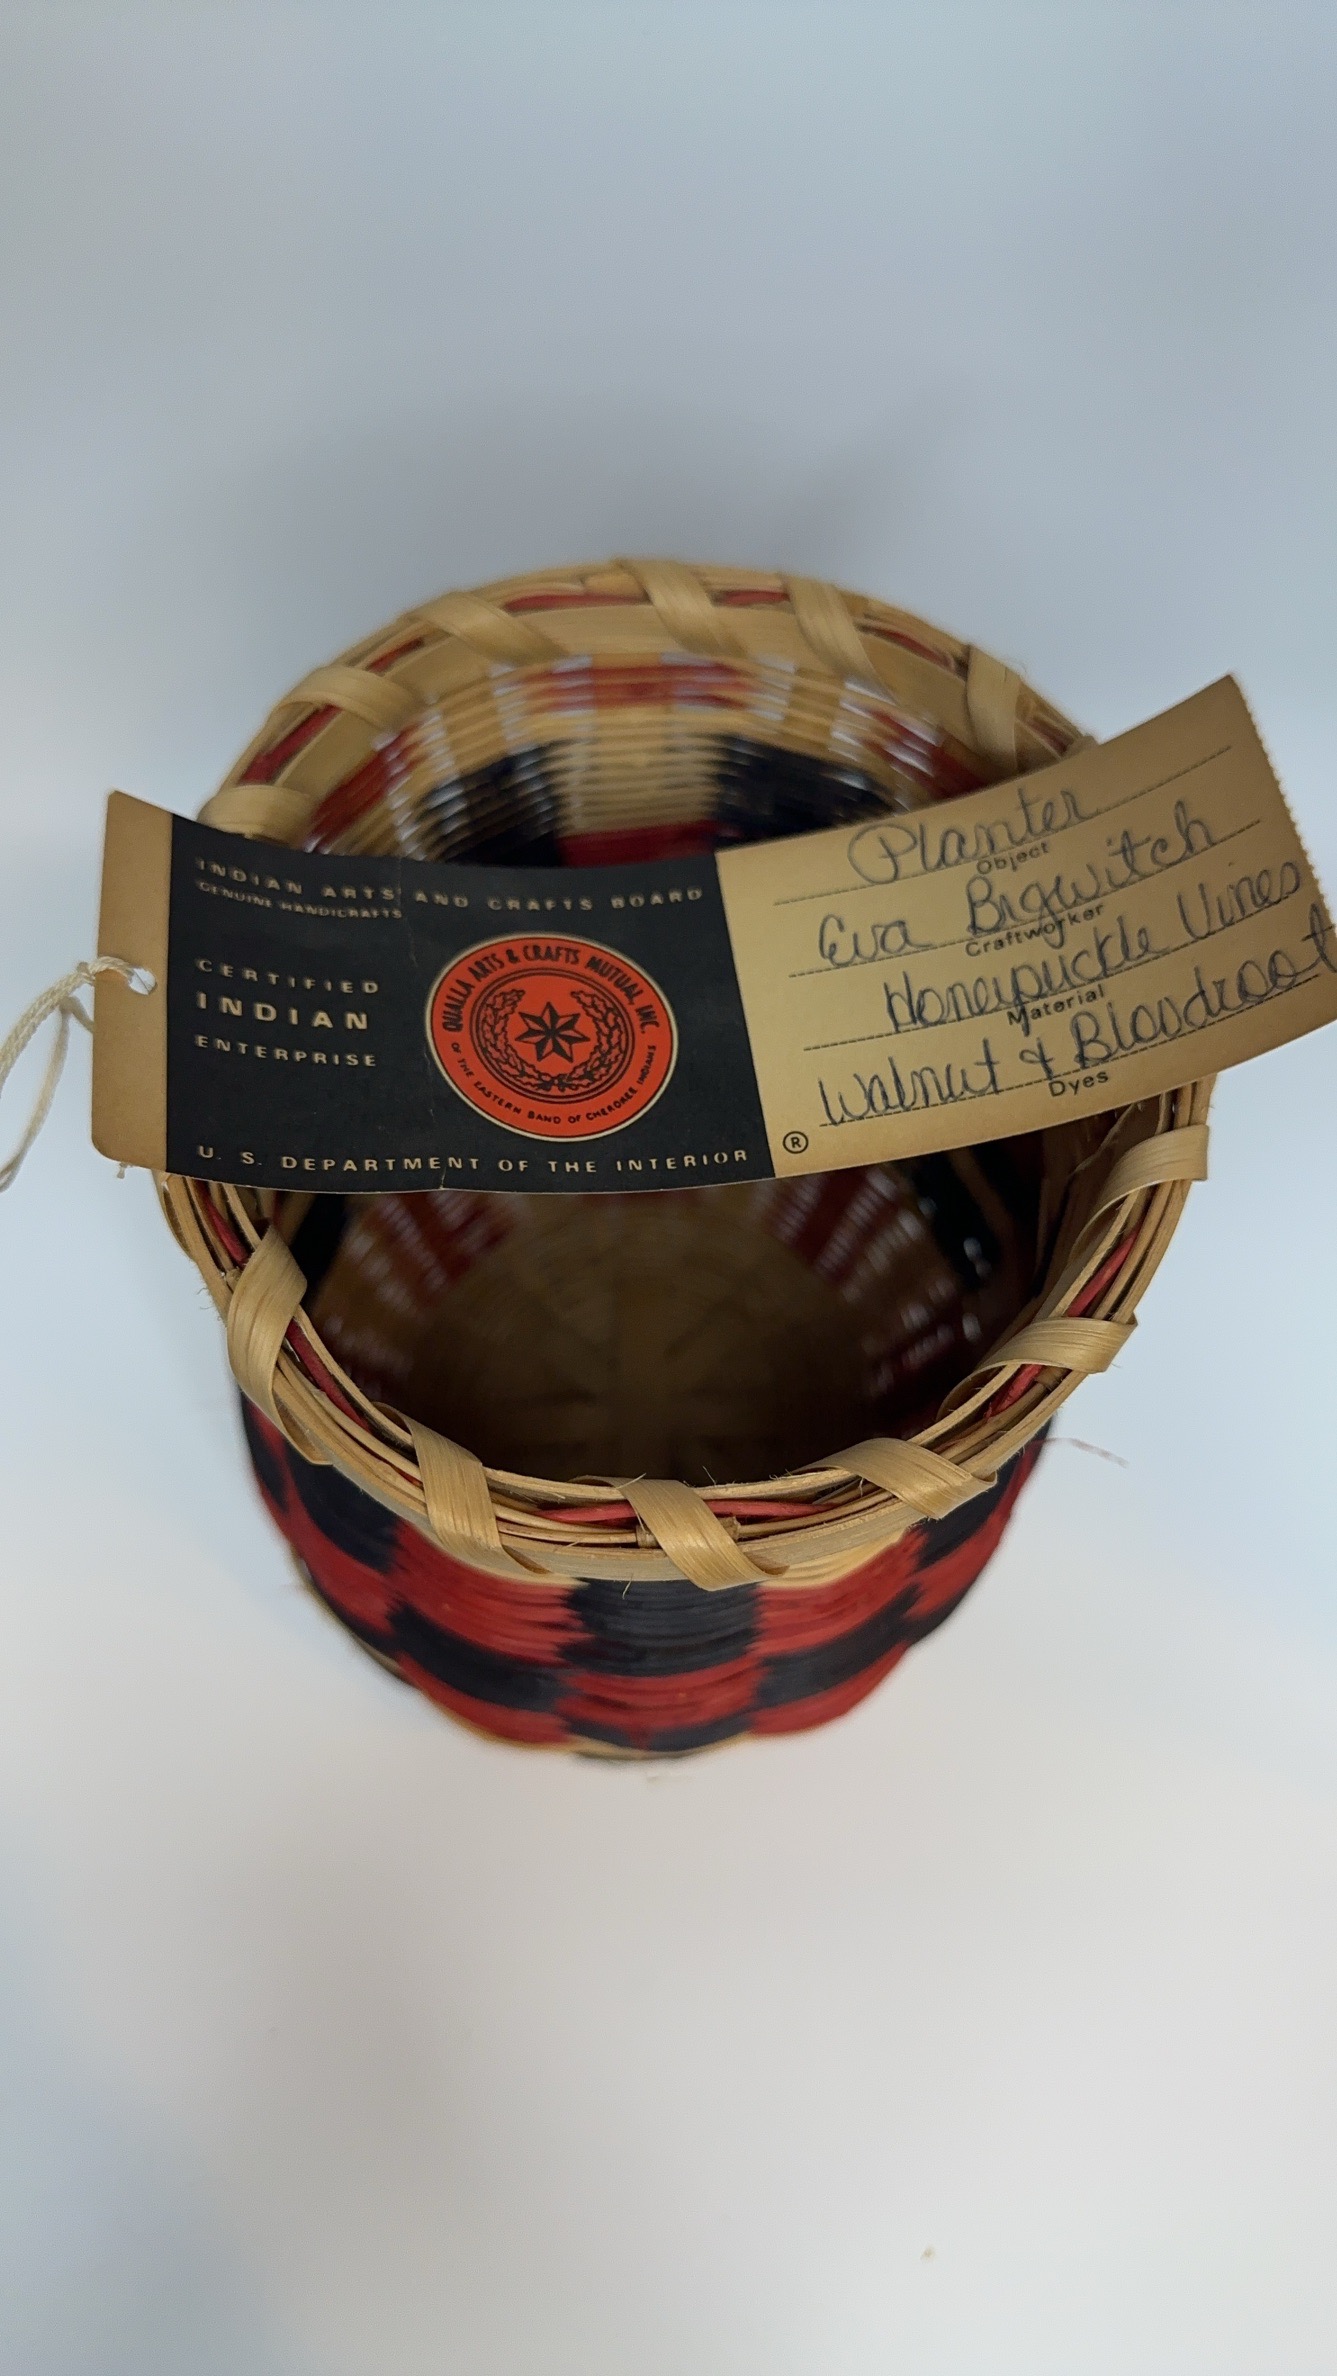 INDIAN ARTS AND CRAFTS BOARD
GENUINE HANDICRAFTS
CERTIFIED
INDIAN
ENTERPRISE
QUALLA ARTS & CRAFTS MUTUAL, INC.
OF THE EASTERN BAND OF CHEROKEE INDIANS
U. S. DEPARTMENT OF THE INTERIOR
®
Planter
Object
Eva Bigwitch
Craftworker
Honeysuckle Vines
Material
Walnut & Bloodroot
Dyes